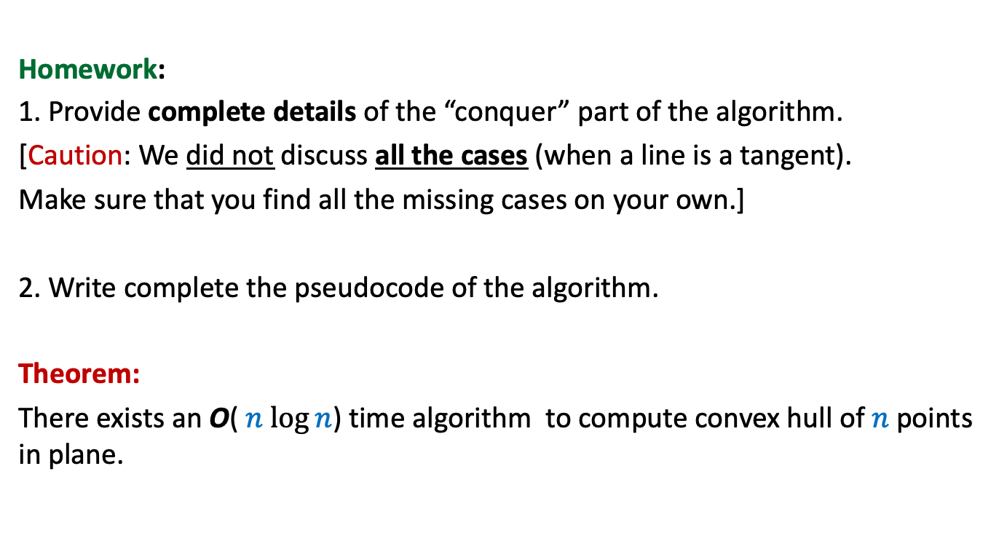 Homework:
1. Provide complete details of the “conquer” part of the algorithm.
[Caution: We did not discuss all the cases (when a line is a tangent).
Make sure that you find all the missing cases on your own.]
2. Write complete the pseudocode of the algorithm.
Theorem:
There exists an O( n log n) time algorithm to compute convex hull of n points
in plane.